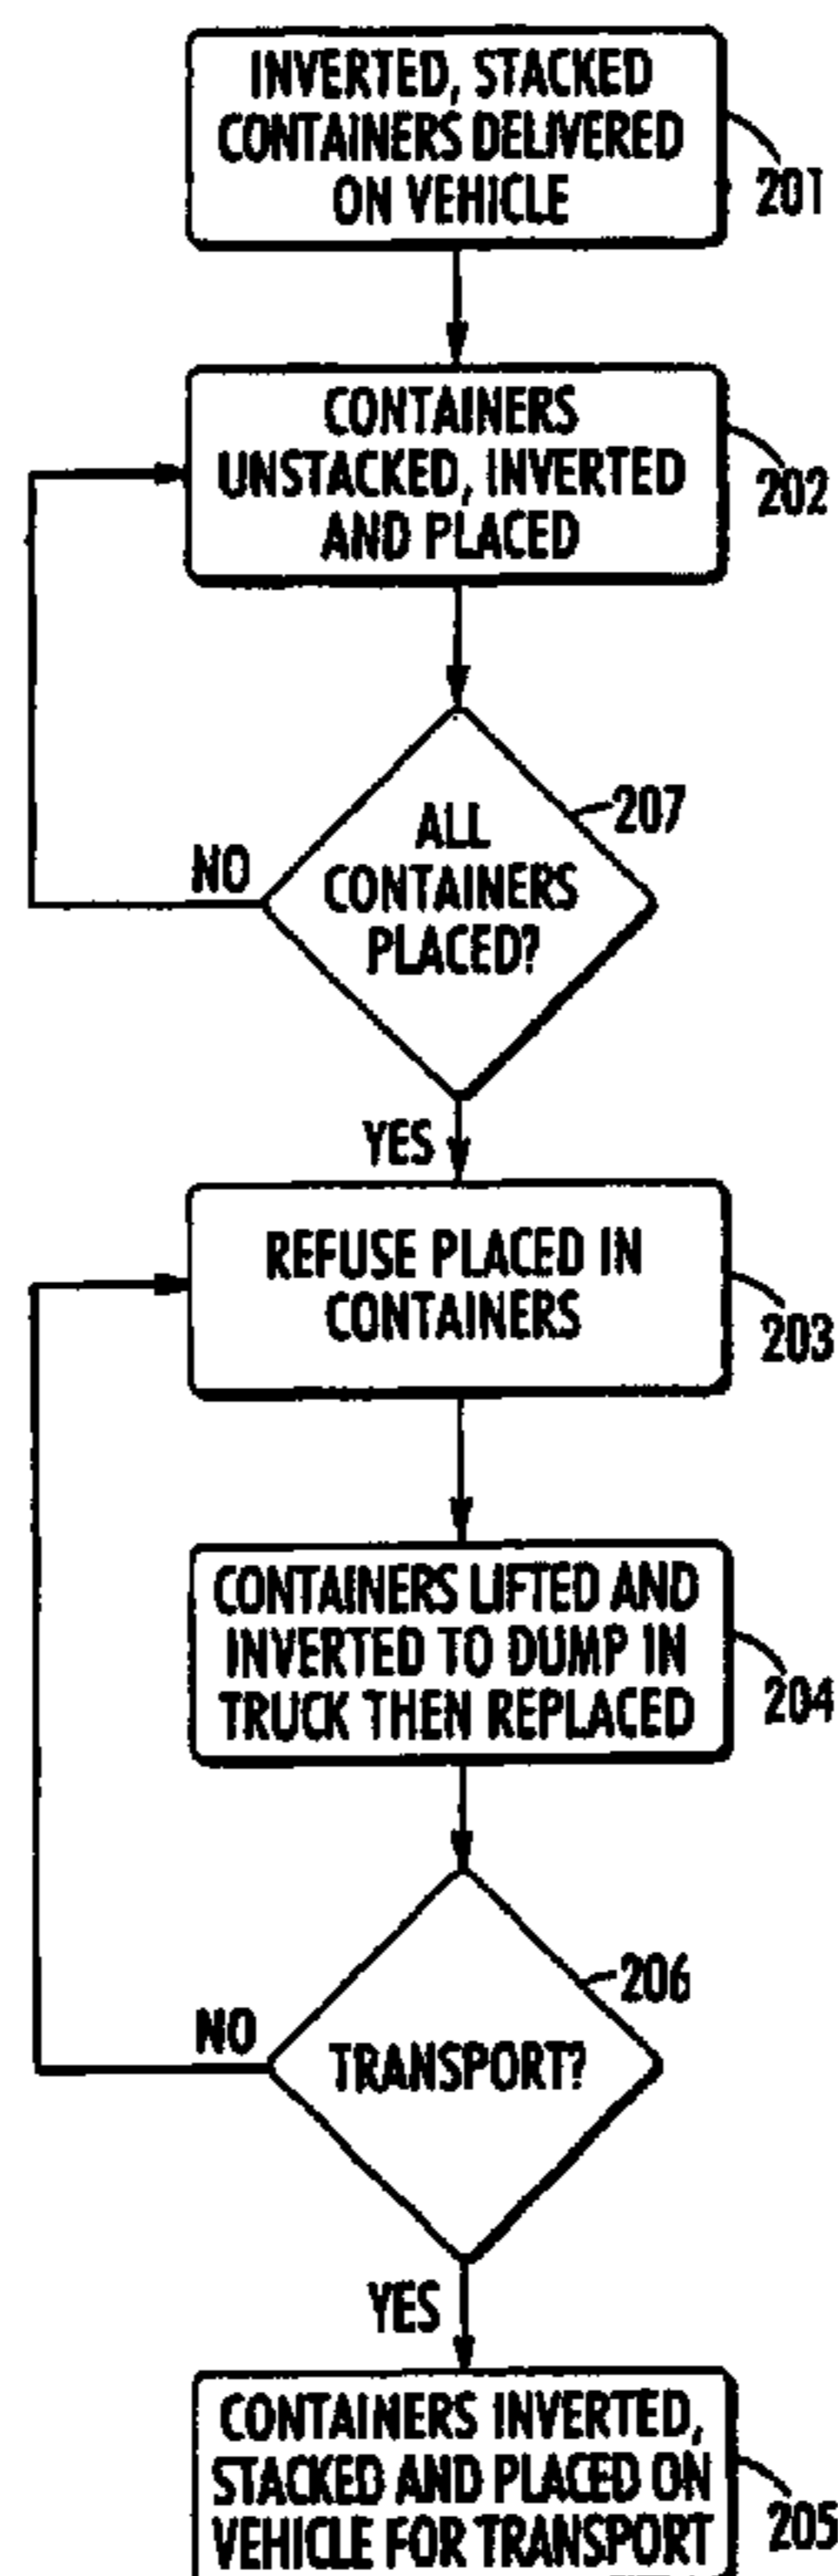 INVERTED, STACKED
CONTAINERS DELIVERED
ON VEHICLE
201
CONTAINERS
UNSTACKED, INVERTED
AND PLACED
202
207
ALL
CONTAINERS
PLACED?
NO
YES
REFUSE PLACED IN
CONTAINERS
203
CONTAINERS LIFTED AND
INVERTED TO DUMP IN
TRUCK THEN REPLACED
204
206
TRANSPORT?
NO
YES
CONTAINERS INVERTED,
STACKED AND PLACED ON
VEHICLE FOR TRANSPORT
205